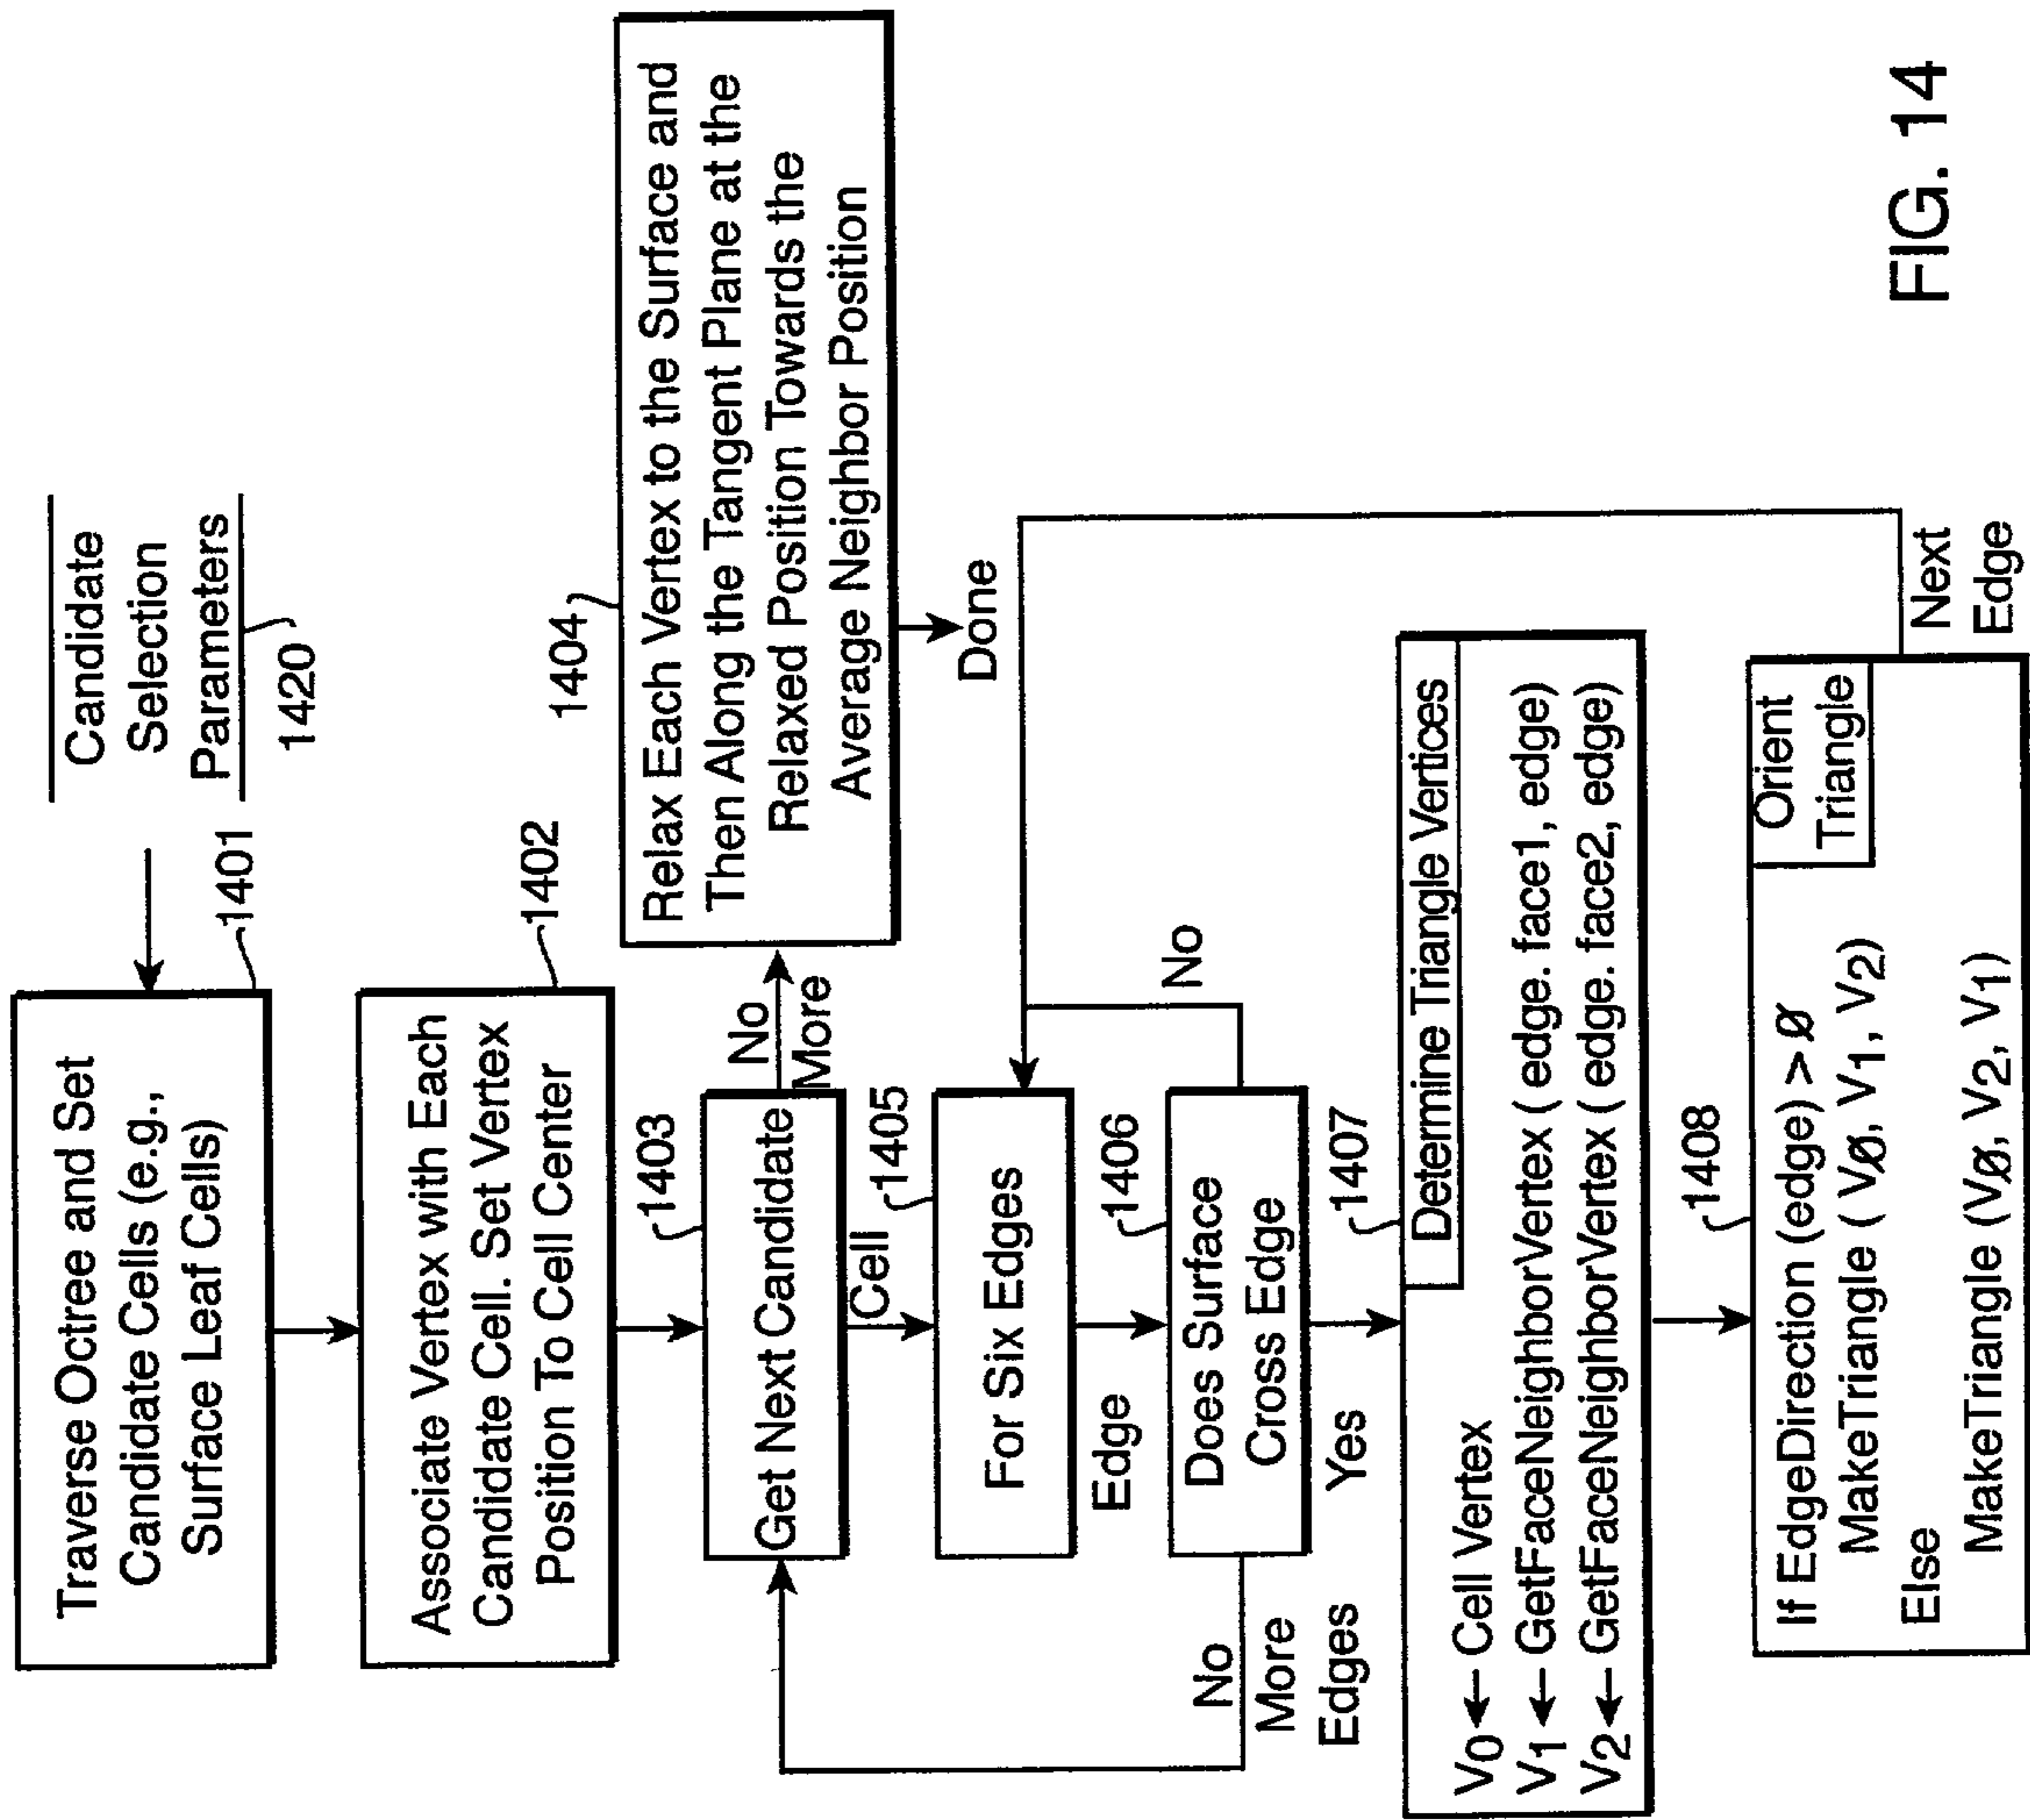 Candidate
Selection
Parameters
1420
Traverse Octree and Set
Candidate Cells (e.g.,
Surface Leaf Cells)
1401
Associate Vertex with Each
Candidate Cell. Set Vertex
Position To Cell Center
1402
Get Next Candidate
1403
No
More
Relax Each Vertex to the Surface and
Then Along the Tangent Plane at the
Relaxed Position Towards the
Average Neighbor Position
1404
Done
Cell
For Six Edges
1405
Edge
Does Surface
Cross Edge
1406
No
No
More
Edges
Yes
1407
Determine Triangle Vertices
V0 ← Cell Vertex
V1 ← GetFaceNeighborVertex ( edge. face1, edge)
V2 ← GetFaceNeighborVertex ( edge. face2, edge)
1408
Orient
Triangle
If EdgeDirection (edge) > Ø
MakeTriangle ( VØ, V1, V2)
Else
MakeTriangle (VØ, V2, V1)
Next
Edge
FIG. 14